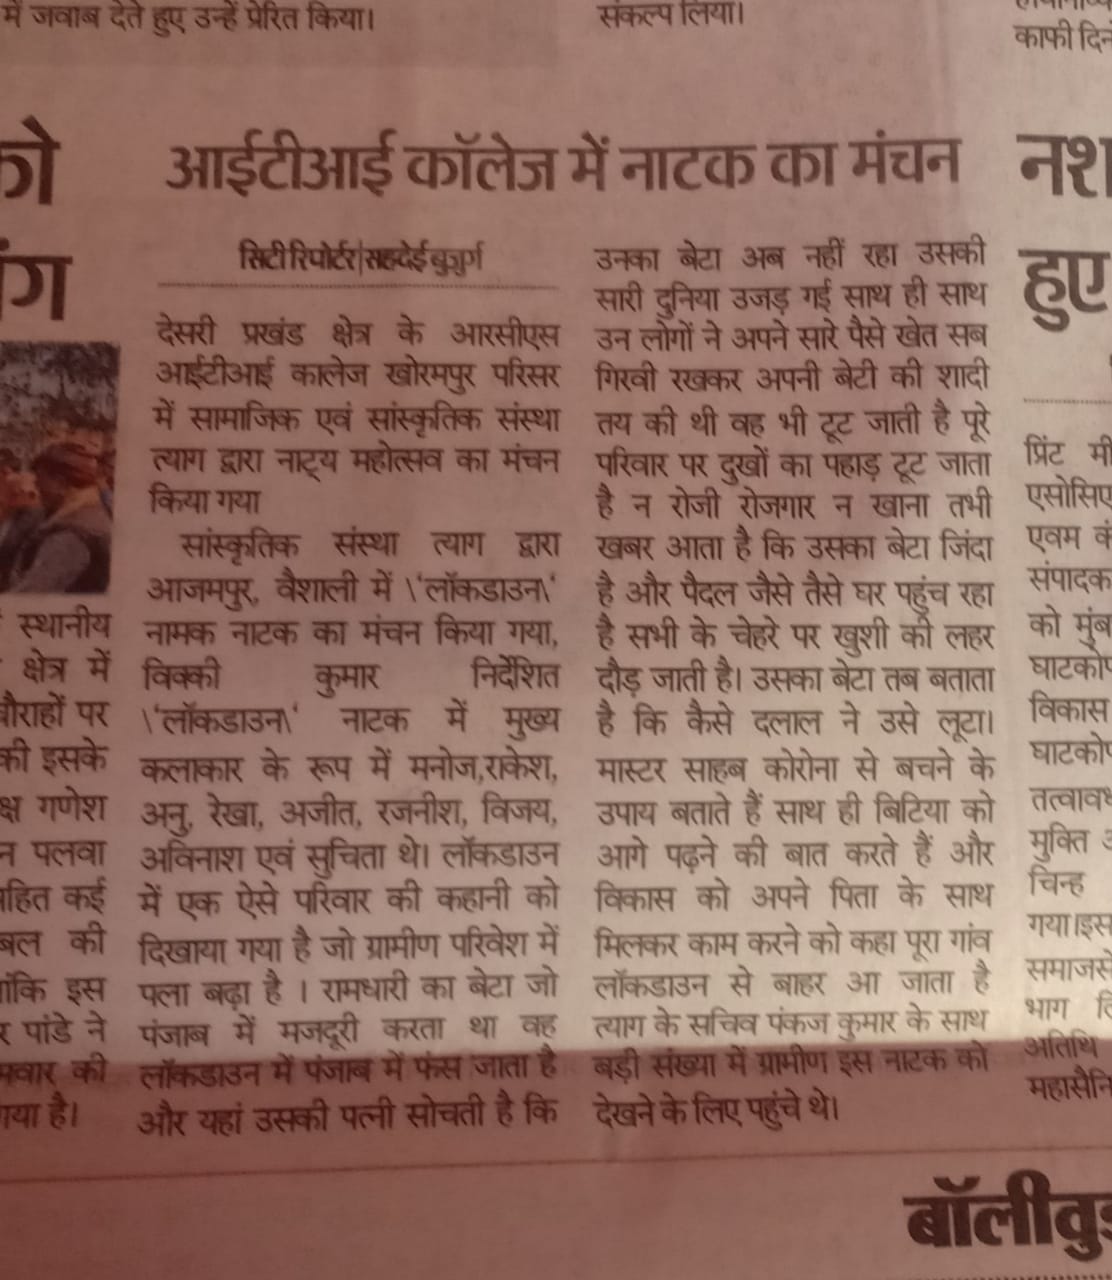 में जवाब देते हुए उन्हें प्रेरित किया।
संकल्प लिया।
काफी दिन
को
ंग
स्थानीय
क्षेत्र में
चौराहों पर
की इसके
क्ष गणेश
न पलवा
हित कई
बल की
ांकि इस
र पांडे ने
मवार की
गया है।
आईटीआई कॉलेज में नाटक का मंचन
सिटी रिपोर्टर|सहदेई बुजुर्ग
देसरी प्रखंड क्षेत्र के आरसीएस
आईटीआई कालेज खोरमपुर परिसर
में सामाजिक एवं सांस्कृतिक संस्था
त्याग द्वारा नाट्य महोत्सव का मंचन
किया गया
सांस्कृतिक संस्था त्याग द्वारा
आजमपुर, वैशाली में \'लॉकडाउन\'
नामक नाटक का मंचन किया गया,
विक्की कुमार निर्देशित
\'लॉकडाउन\' नाटक में मुख्य
कलाकार के रूप में मनोज,राकेश,
अनु, रेखा, अजीत, रजनीश, विजय,
अविनाश एवं सुचिता थे। लॉकडाउन
में एक ऐसे परिवार की कहानी को
दिखाया गया है जो ग्रामीण परिवेश में
पला बढ़ा है । रामधारी का बेटा जो
पंजाब में मजदूरी करता था वह
लॉकडाउन में पंजाब में फंस जाता है
और यहां उसकी पत्नी सोचती है कि
उनका बेटा अब नहीं रहा उसकी
सारी दुनिया उजड़ गई साथ ही साथ
उन लोगों ने अपने सारे पैसे खेत सब
गिरवी रखकर अपनी बेटी की शादी
तय की थी वह भी टूट जाती है पूरे
परिवार पर दुखों का पहाड़ टूट जाता
है न रोजी रोजगार न खाना तभी
खबर आता है कि उसका बेटा जिंदा
है और पैदल जैसे तैसे घर पहुंच रहा
है सभी के चेहरे पर खुशी की लहर
दौड़ जाती है। उसका बेटा तब बताता
है कि कैसे दलाल ने उसे लूटा।
मास्टर साहब कोरोना से बचने के
उपाय बताते हैं साथ ही बिटिया को
आगे पढ़ने की बात करते हैं और
विकास को अपने पिता के साथ
मिलकर काम करने को कहा पूरा गांव
लॉकडाउन से बाहर आ जाता है
त्याग के सचिव पंकज कुमार के साथ
बड़ी संख्या में ग्रामीण इस नाटक को
देखने के लिए पहुंचे थे।
नश
हुए
प्रिंट मी
एसोसिए
एवम के
संपादक
को मुंब
घाटकोप
विकास
घाटकोप
तत्वावध
मुक्ति
चिन्ह
गया।इस
समाजसे
भाग
अतिथि
महासैनि
बॉलीवुड